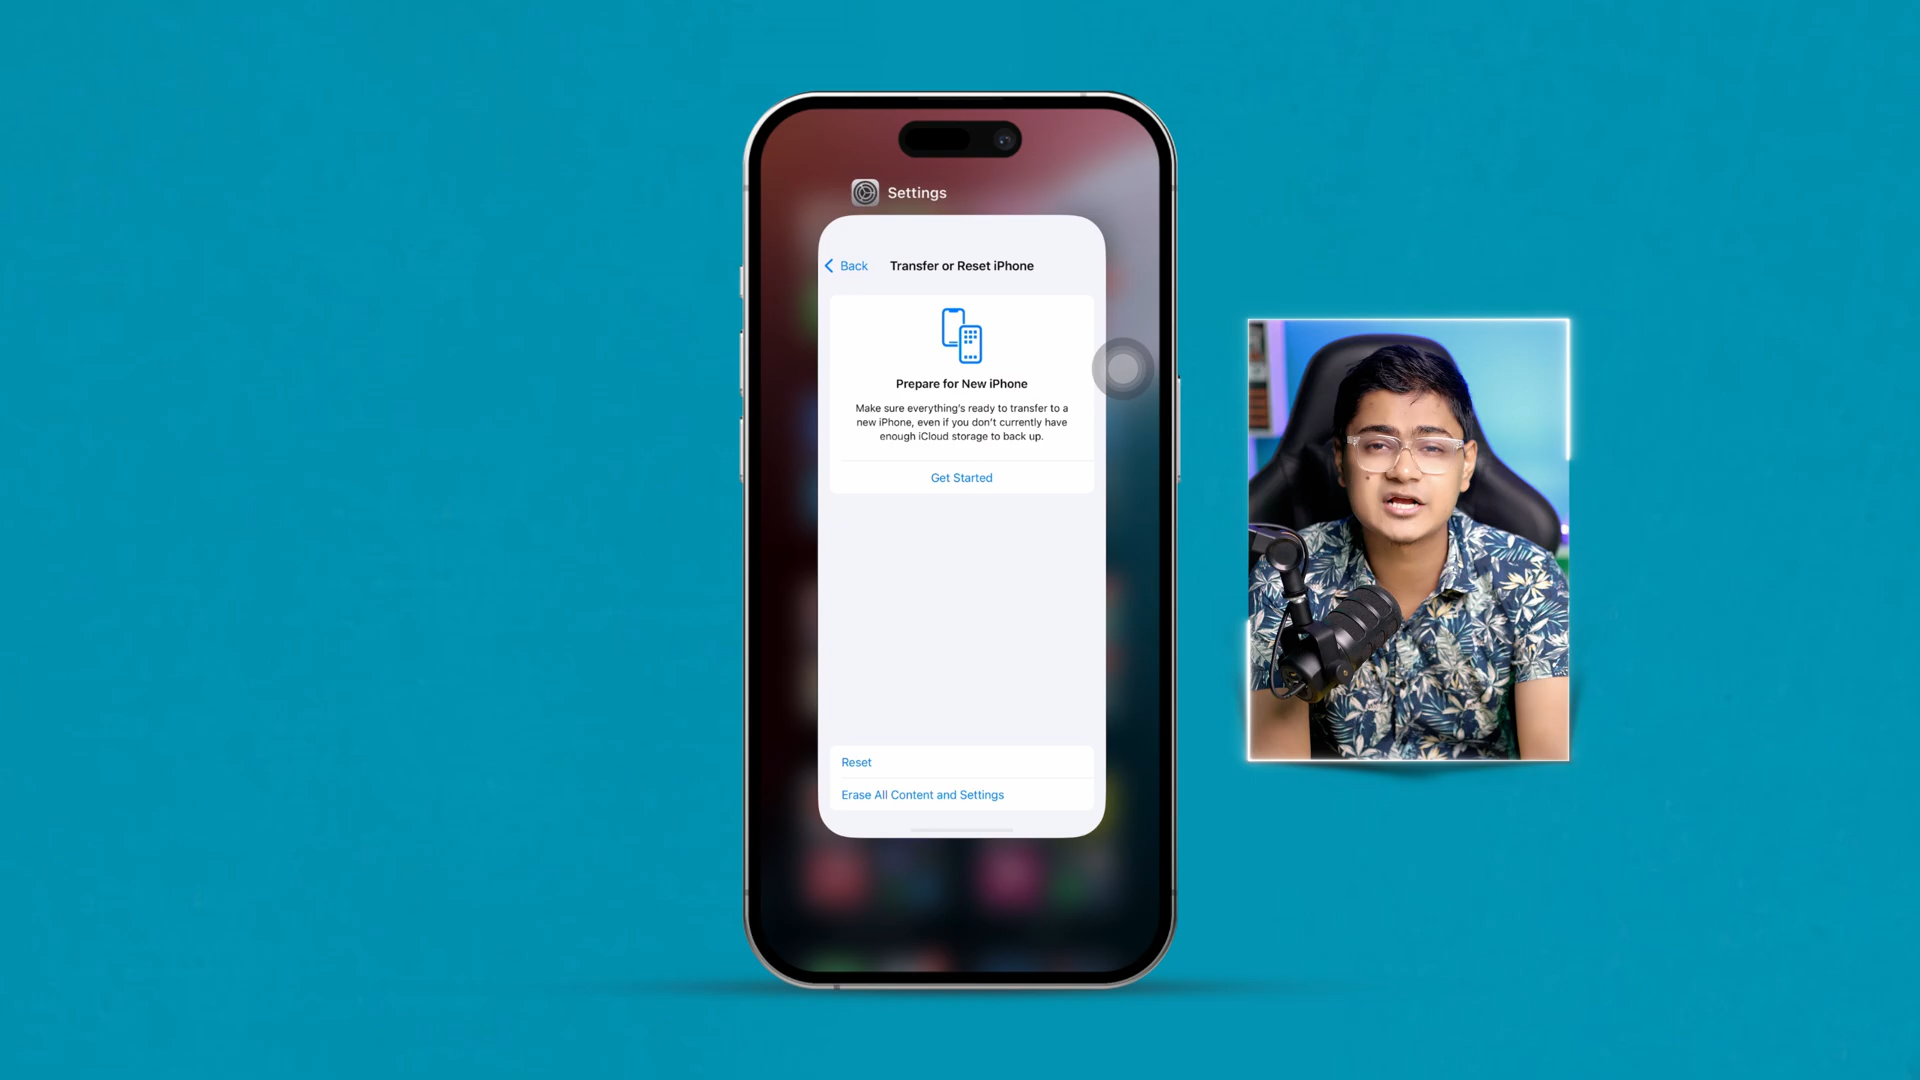 Settings
Back
Transfer or Reset iPhone
Prepare for New iPhone
Make sure everything's ready to transfer to a
new iPhone, even if you don't currently have
enough iCloud storage to back up.
Get Started
Reset
Erase All Content and Settings